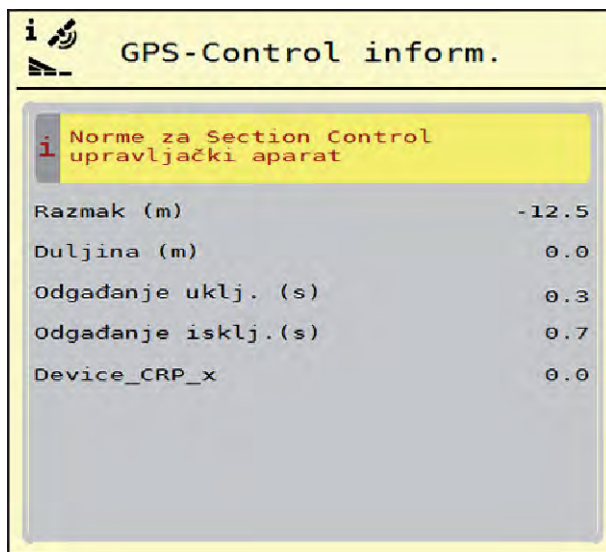 i
GPS-Control inform.
i
Norme za Section Control
upravljački aparat
Razmak (m) -12.5
Duljina (m) 0.0
Odgađanje uklj. (s) 0.3
Odgađanje isklj.(s) 0.7
Device_CRP_x 0.0